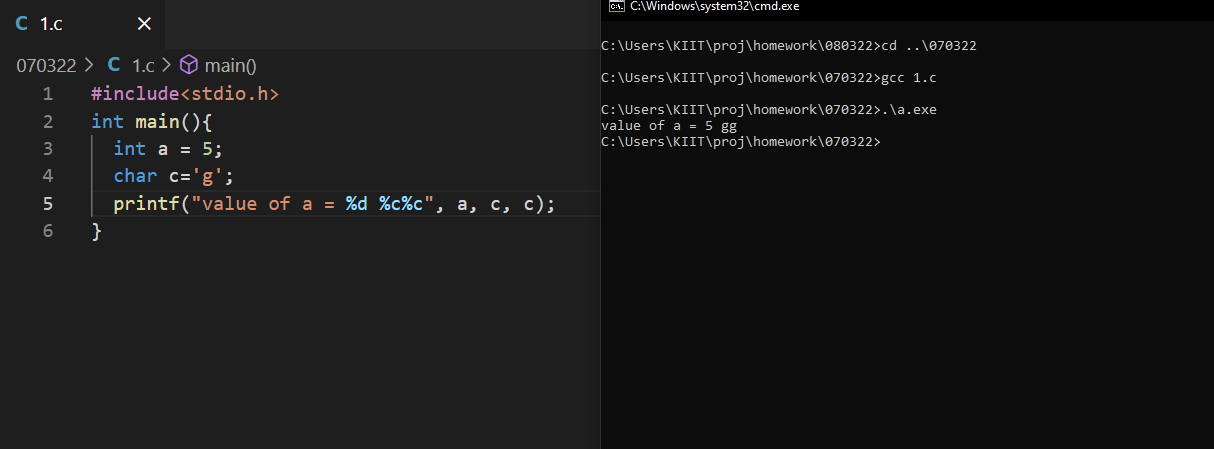 1.c
070322 > C 1.c > main()
1 #include<stdio.h>
2 int main(){
3 int a = 5;
4 char c='g';
5 printf("value of a = %d %c%c", a, c, c);
6 }
C:\Windows\system32\cmd.exe
C:\Users\KIIT\proj\homework\080322>cd ..\070322
C:\Users\KIIT\proj\homework\070322>gcc 1.c
C:\Users\KIIT\proj\homework\070322>.\a.exe
value of a = 5 gg
C:\Users\KIIT\proj\homework\070322>